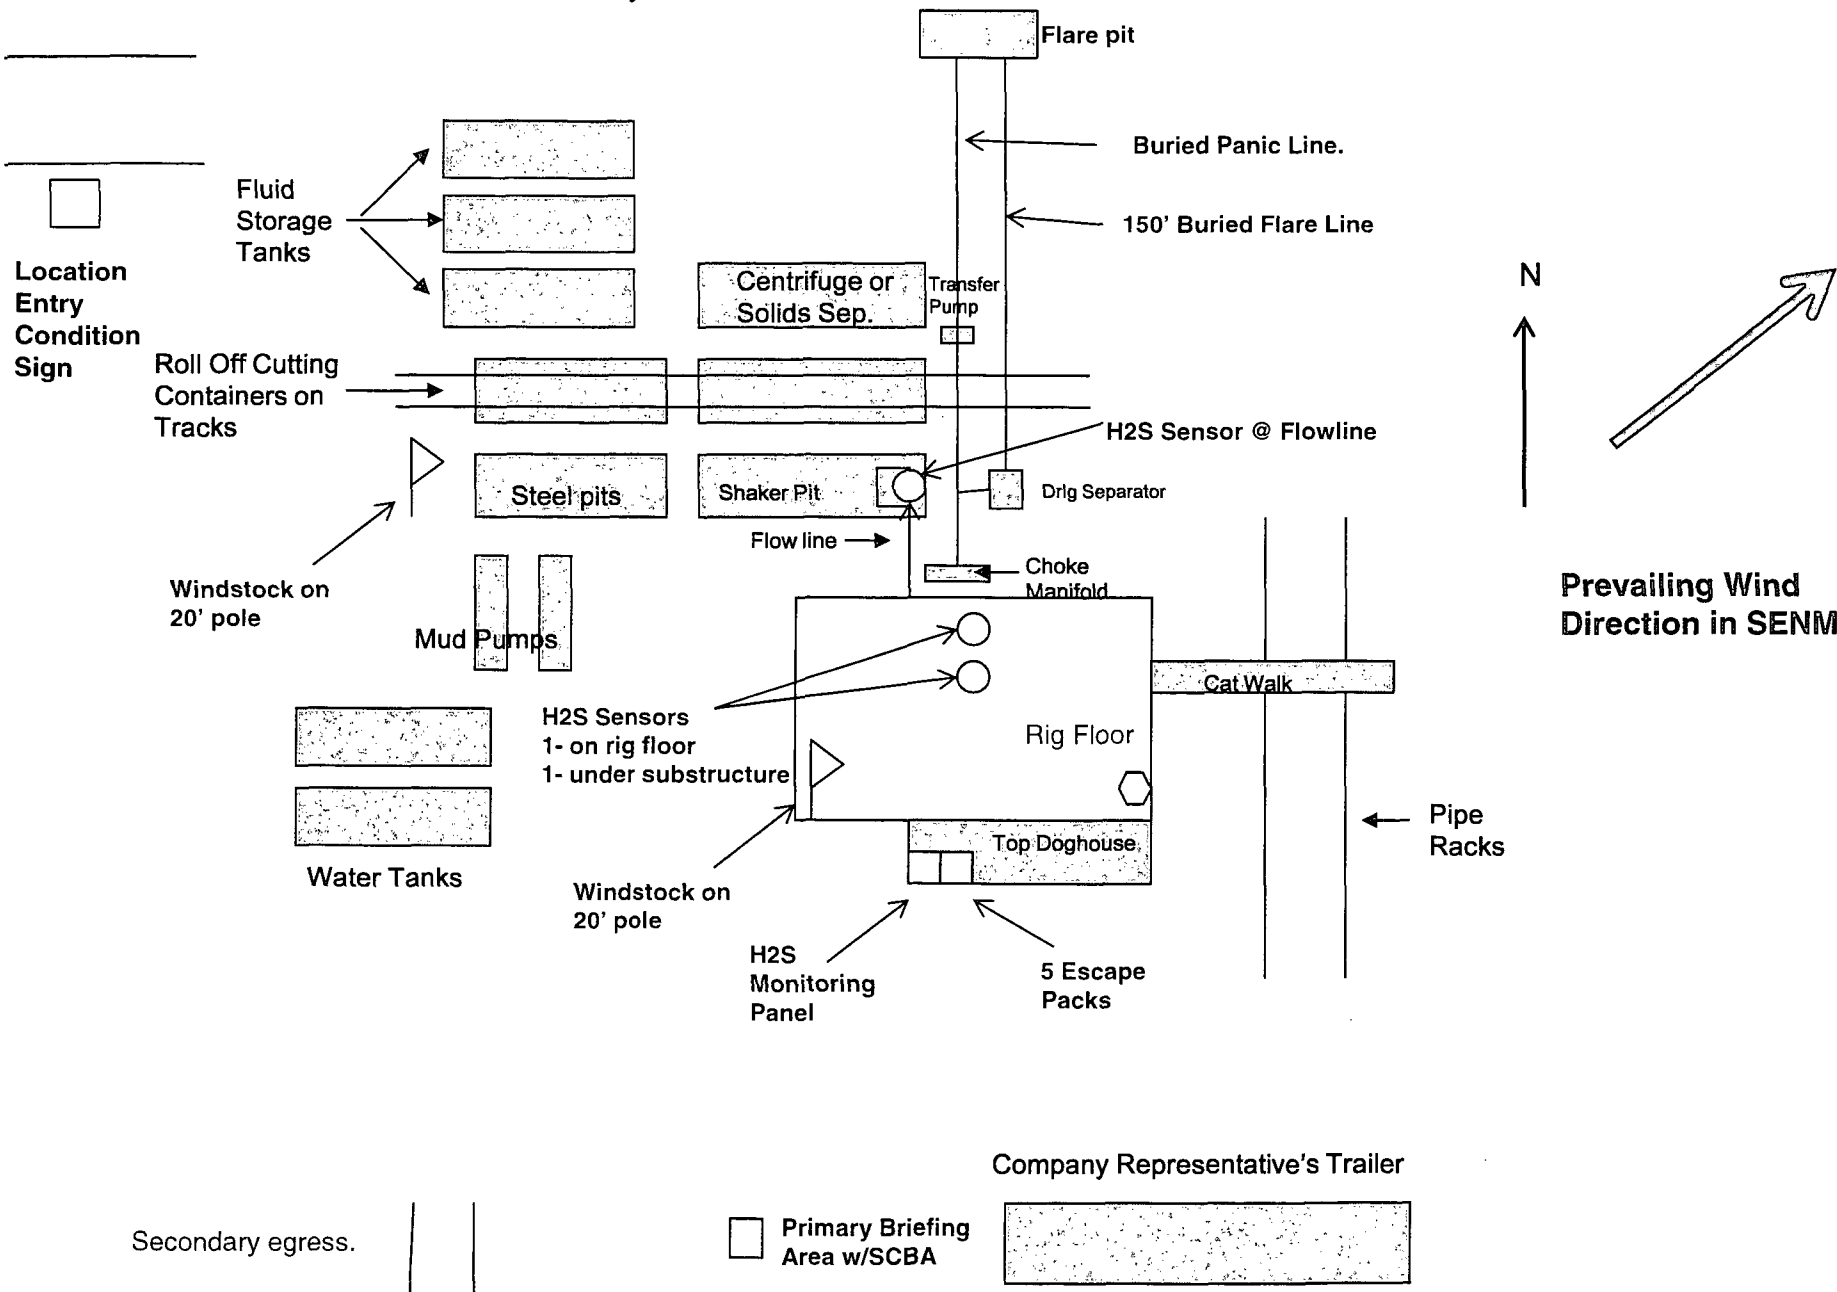 Flare pit
Buried Panic Line.
150' Buried Flare Line
Fluid
Storage
Tanks
Location
Entry
Condition
Sign
Centrifuge or
Solids Sep.
Transfer
Pump
N
Roll Off Cutting
Containers on
Tracks
H2S Sensor @ Flowline
Steel pits
Shaker Pit
Drlg Separator
Flow line
Choke
Manifold
Windstock on
20' pole
Mud Pumps
Prevailing Wind
Direction in SENM
Cat Walk
H2S Sensors
1- on rig floor
1- under substructure
Rig Floor
Pipe
Racks
Top Doghouse
Water Tanks
Windstock on
20' pole
H2S
Monitoring
Panel
5 Escape
Packs
Company Representative's Trailer
Secondary egress.
Primary Briefing
Area w/SCBA